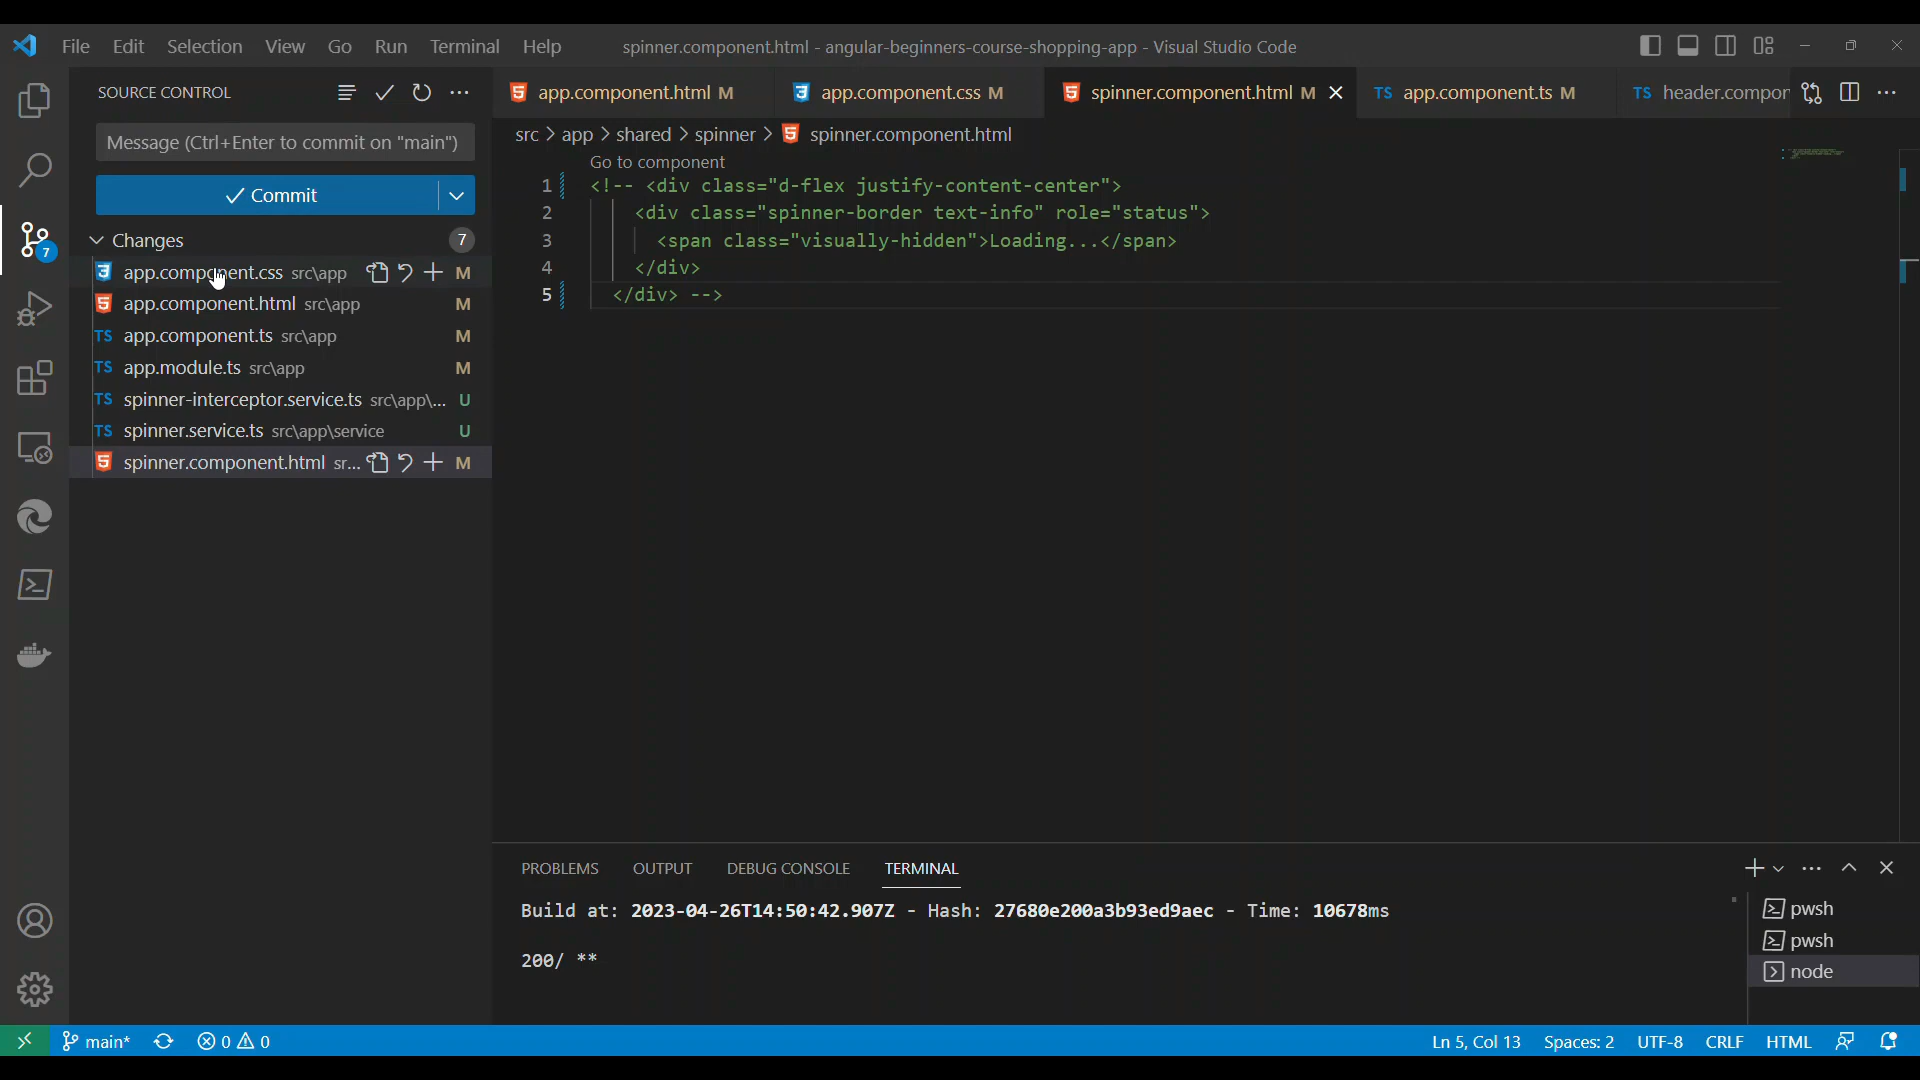 File Edit Selection View Go Run Terminal Help
spinner.component.html - angular-beginners-course-shopping-app - Visual Studio Code
SOURCE CONTROL
Message (Ctrl+Enter to commit on "main")
Commit
Changes 7
app.component.css src\app M
app.component.html src\app M
app.component.ts src\app M
app.module.ts src\app M
spinner-interceptor.service.ts src\app\... U
spinner.service.ts src\app\service U
spinner.component.html sr... M
7
app.component.html M
app.component.css M
spinner.component.html M
TS app.component.ts M
TS header.compor
src > app > shared > spinner > spinner.component.html
Go to component
1 <!-- <div class="d-flex justify-content-center">
2 <div class="spinner-border text-info" role="status">
3 <span class="visually-hidden">Loading...</span>
4 </div>
5 </div> -->
PROBLEMS OUTPUT DEBUG CONSOLE TERMINAL
Build at: 2023-04-26T14:50:42.907Z - Hash: 27680e200a3b93ed9aec - Time: 10678ms
200/ **
pwsh
pwsh
node
main* 0 0
Ln 5, Col 13 Spaces: 2 UTF-8 CRLF HTML